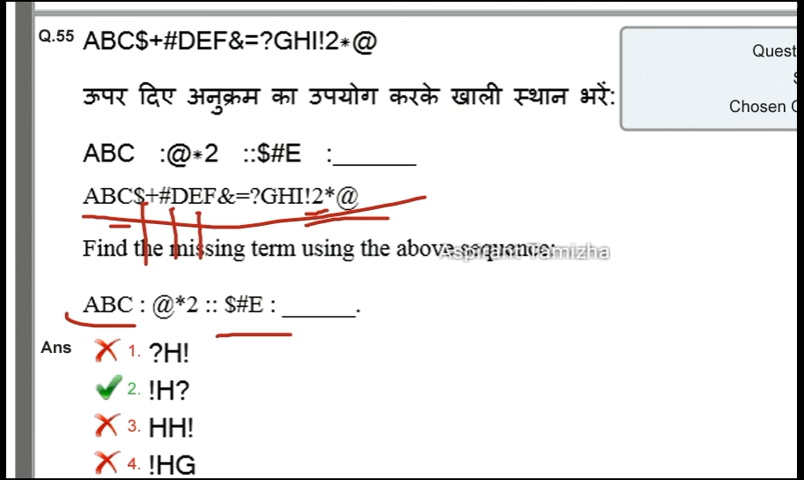 Q.55 ABC$+#DEF&=?GHI!2*@
Quest
ऊपर दिए अनुक्रम का उपयोग करके खाली स्थान भरें:
Chosen
ABC :@*2 ::$#E :______
ABC$+#DEF&=?GHI!2*@
Find the missing term using the above sequence:
Aspirant Tamizha
ABC : @*2 :: $#E : ______.
Ans 1. ?H!
2. !H?
3. HH!
4. !HG